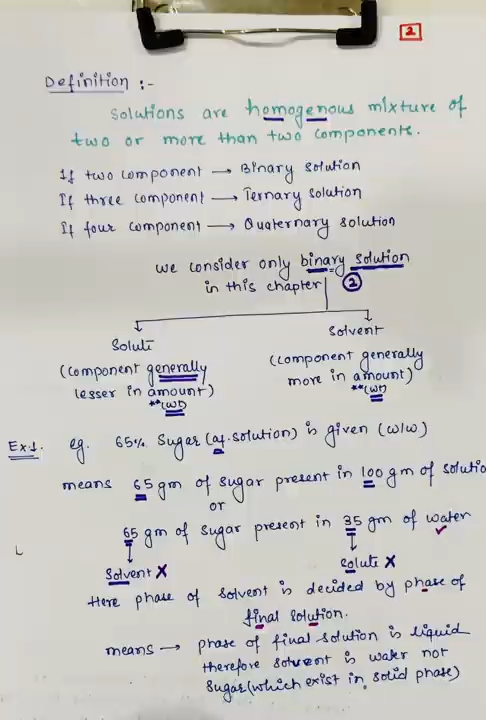 2
Definition :-
Solutions are homogenous mixture of
two or more than two components.
If two component → Binary solution
If three component → Ternary solution
If four component → Quaternary solution
we consider only binary solution
in this chapter 2
Solute
Solvent
(component generally
lesser in amount)
**(wt)
(component generally
more in amount)
**(wt)
Ex1. eg. 65% Sugar (aq. solution) is given (w/w)
means 65 gm of sugar present in 100 gm of solutio
or
65 gm of sugar present in 35 gm of water
Solvent X
Solute X
Here phase of solvent is decided by phase of
final solution.
means → phase of final solution is liquid
therefore solvent is water not
sugar (which exist in solid phase)